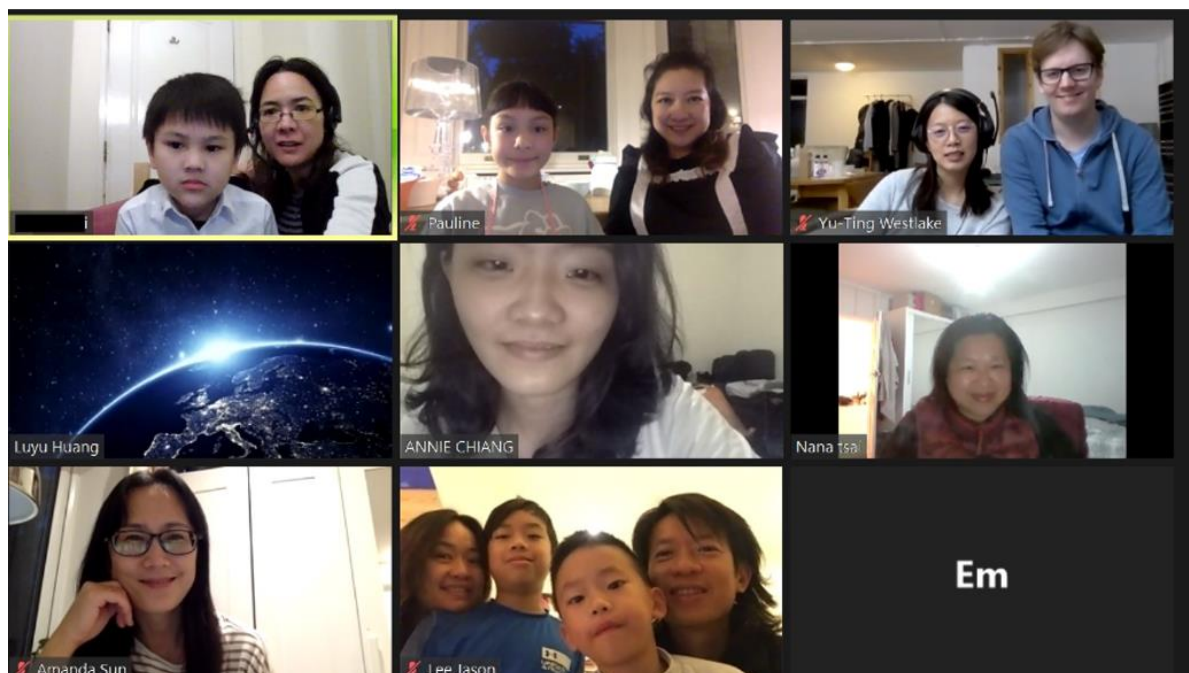 i
Pauline
Yu-Ting Westlake
Luyu Huang
ANNIE CHIANG
Nana tsai
Amanda Sun
Lee Jason
Em